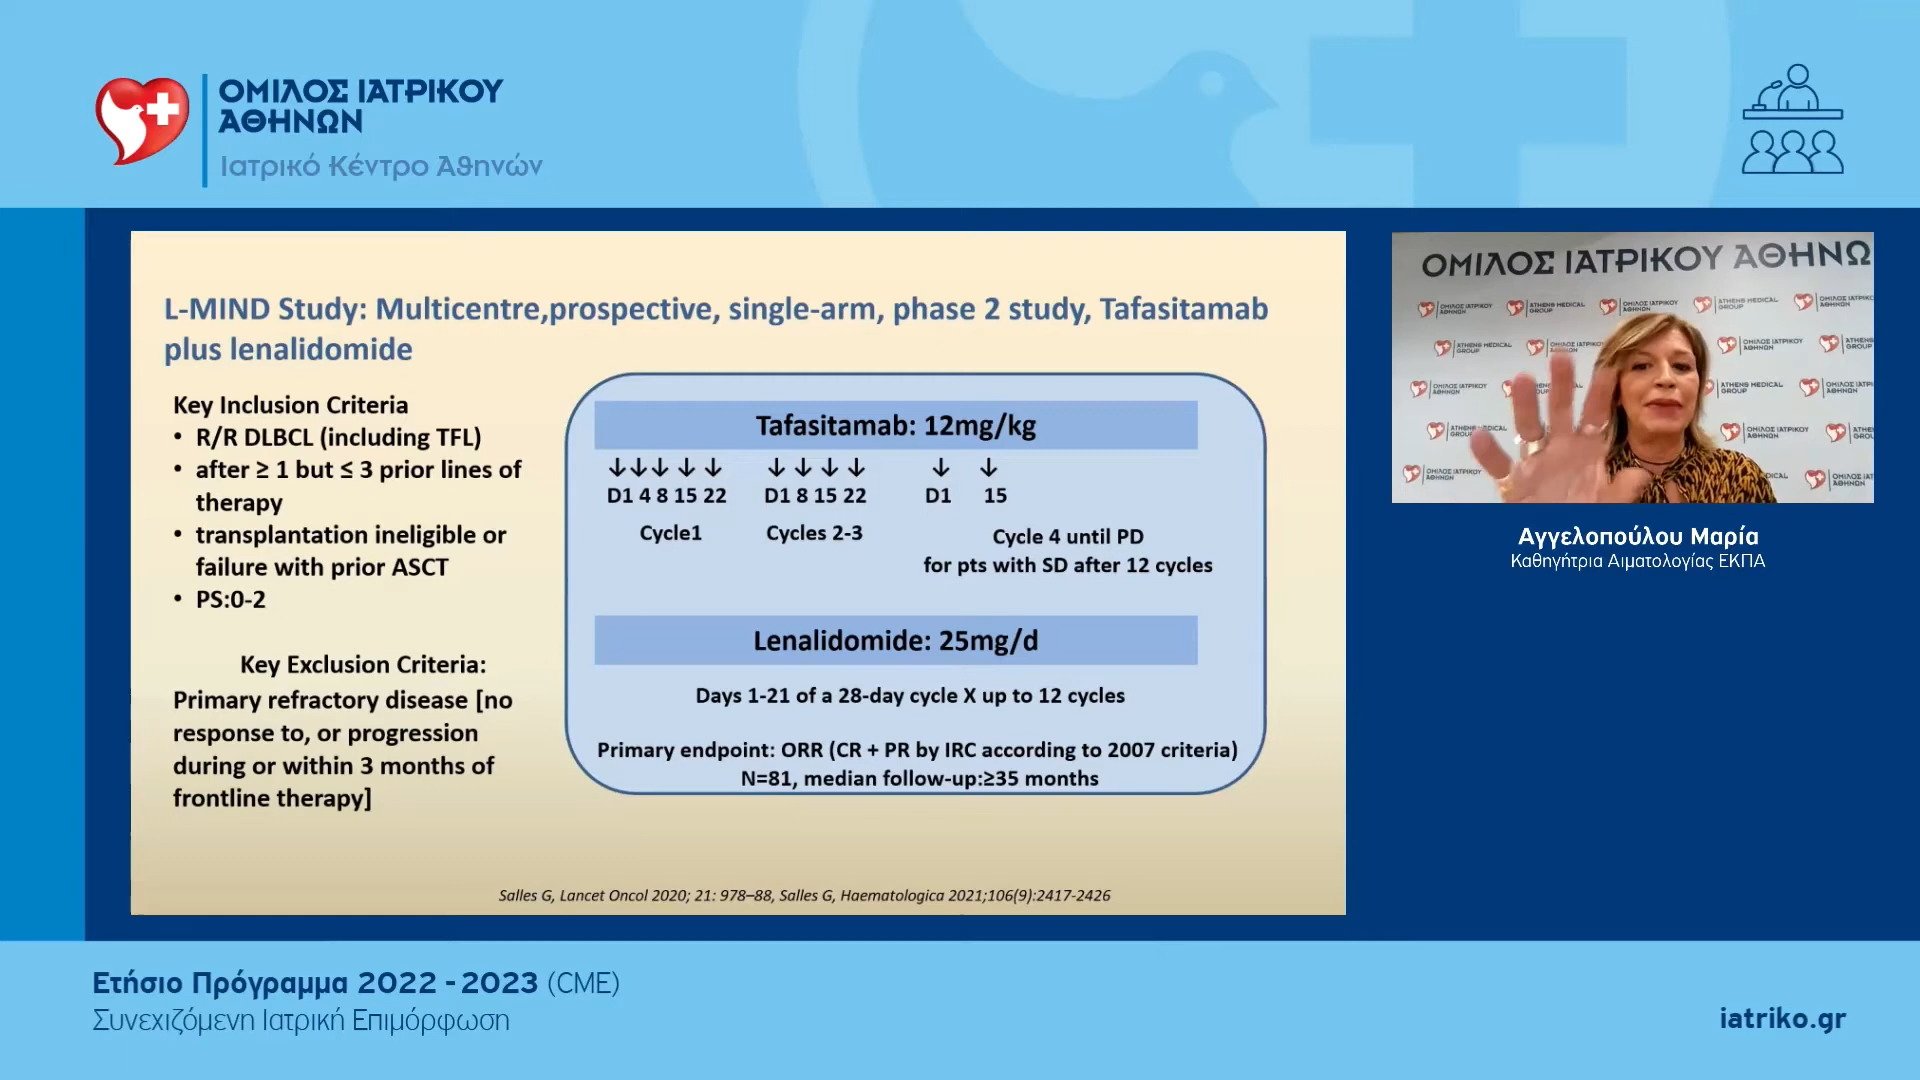 ΟΜΙΛΟΣ ΙΑΤΡΙΚΟΥ
ΑΘΗΝΩΝ
Ιατρικό Κέντρο Αθηνών
L-MIND Study: Multicentre,prospective, single-arm, phase 2 study, Tafasitamab
plus lenalidomide
Key Inclusion Criteria
• R/R DLBCL (including TFL)
• after ≥ 1 but ≤ 3 prior lines of
therapy
• transplantation ineligible or
failure with prior ASCT
• PS:0-2
Key Exclusion Criteria:
Primary refractory disease [no
response to, or progression
during or within 3 months of
frontline therapy]
Tafasitamab: 12mg/kg
↓↓↓ ↓ ↓ ↓ ↓ ↓ ↓ ↓ ↓
D1 4 8 15 22 D1 8 15 22 D1 15
Cycle1 Cycles 2-3 Cycle 4 until PD
for pts with SD after 12 cycles
Lenalidomide: 25mg/d
Days 1-21 of a 28-day cycle X up to 12 cycles
Primary endpoint: ORR (CR + PR by IRC according to 2007 criteria)
N=81, median follow-up:≥35 months
Salles G, Lancet Oncol 2020; 21: 978–88, Salles G, Haematologica 2021;106(9):2417-2426
ΟΜΙΛΟΣ ΙΑΤΡΙΚΟΥ ΑΘΗΝΩ
Αγγελοπούλου Μαρία
Καθηγήτρια Αιματολογίας ΕΚΠΑ
Ετήσιο Πρόγραμμα 2022 - 2023 (CME)
Συνεχιζόμενη Ιατρική Επιμόρφωση
iatriko.gr